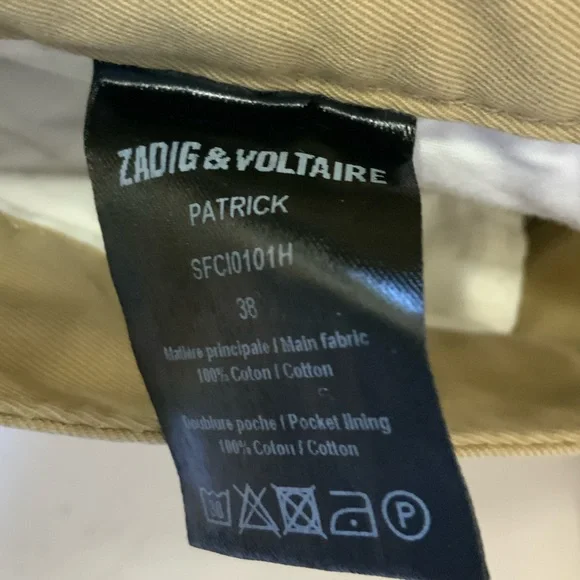 ZADIG & VOLTAIRE
PATRICK
SFCI0101H
38
Matière principale / Main fabric
100% Coton / Cotton
Doublure poche / Pocket lining
100% Coton / Cotton
30
P